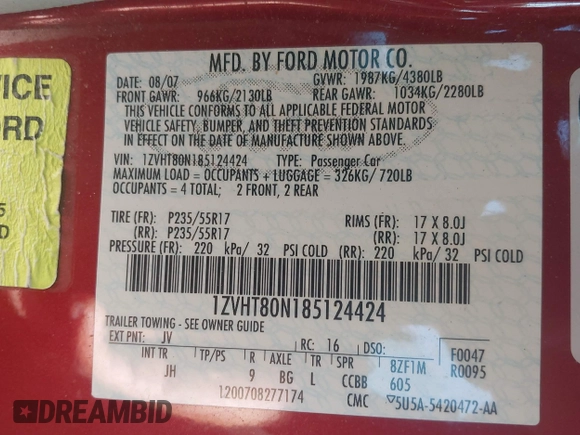 VICE
ORD
5
D
MFD. BY FORD MOTOR CO.
DATE: 08/07 GVWR: 1987KG/4380LB
FRONT GAWR: 966KG/2130LB REAR GAWR: 1034KG/2280LB
THIS VEHICLE CONFORMS TO ALL APPLICABLE FEDERAL MOTOR
VEHICLE SAFETY, BUMPER, AND THEFT PREVENTION STANDARDS
IN EFFECT ON THE DATE OF MANUFACTURE SHOWN ABOVE.
VIN: 1ZVHT80N185124424 TYPE: Passenger Car
MAXIMUM LOAD = OCCUPANTS + LUGGAGE = 326KG/720LB
OCCUPANTS = 4 TOTAL; 2 FRONT, 2 REAR
TIRE (FR): P235/55R17 RIMS (FR): 17 X 8.0J
(RR): P235/55R17 (RR): 17 X 8.0J
PRESSURE (FR): 220 kPa/ 32 PSI COLD (RR): 220 kPa/ 32 PSI COLD
1ZVHT80N185124424
TRAILER TOWING - SEE OWNER GUIDE
EXT PNT: JV RC: 16 DSO: F0047
INT TR TP/PS R AXLE TR SPR 8ZF1M R0095
JH 9 BG L CCBB 605
1200708277174 CMC 5U5A-5420472-AA
DREAMBID